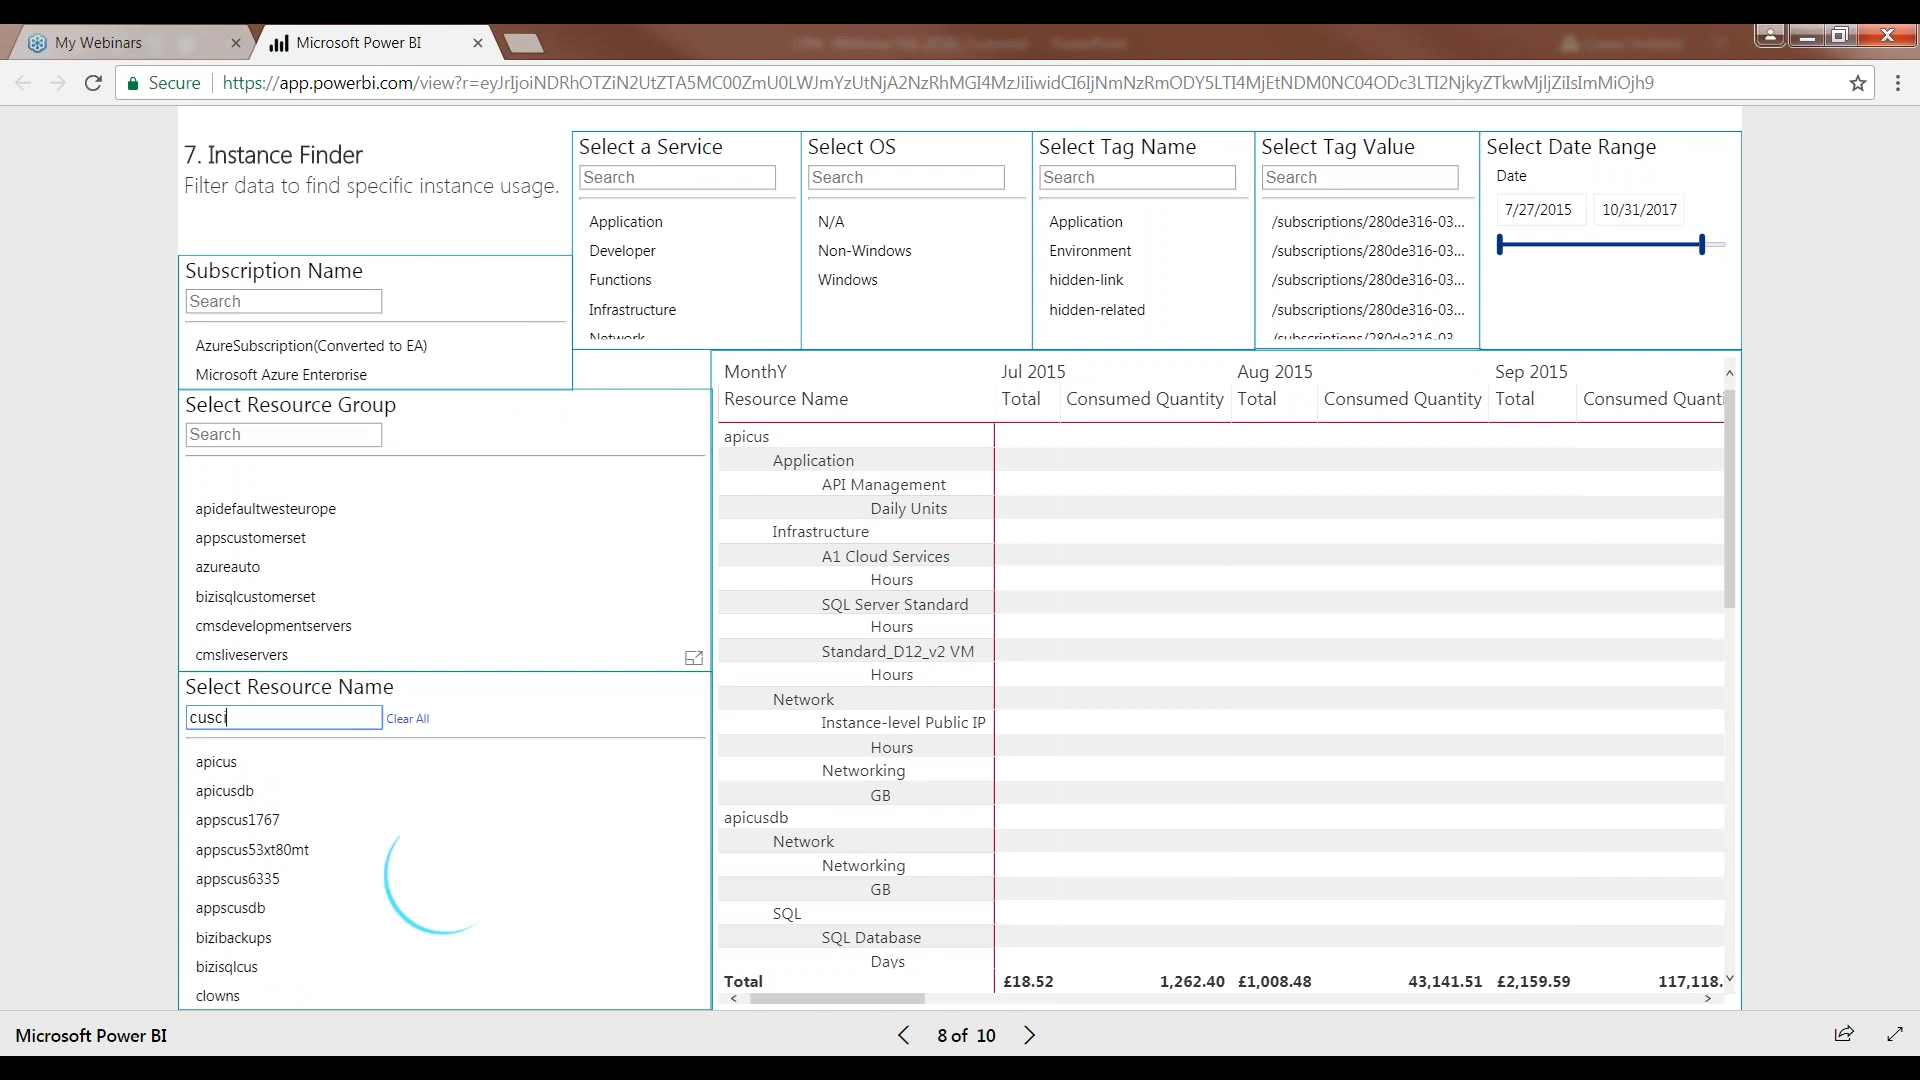 My Webinars
Microsoft Power BI
Secure
https://app.powerbi.com/view?r=eyJrIjoiNDRhOTZiN2UtZTA5MC00ZmU0LWJmYzUtNjA2NzRhMGI4MzJiIiwidCI6IjNmNzRmODY5LTI4MjEtNDM0NC04ODc3LTI2NjkyZTkwMjljZiIsImMiOjh9
7. Instance Finder
Filter data to find specific instance usage.
Select a Service
Search
Application
Developer
Functions
Infrastructure
Network
Select OS
Search
N/A
Non-Windows
Windows
Select Tag Name
Search
Application
Environment
hidden-link
hidden-related
Select Tag Value
Search
/subscriptions/280de316-03...
/subscriptions/280de316-03...
/subscriptions/280de316-03...
/subscriptions/280de316-03...
/subscriptions/280de316-03...
Select Date Range
Date
7/27/2015 10/31/2017
Subscription Name
Search
AzureSubscription(Converted to EA)
Microsoft Azure Enterprise
Select Resource Group
Search
apidefaultwesteurope
appscustomerset
azureauto
bizisqlcustomerset
cmsdevelopmentservers
cmsliveservers
Select Resource Name
cusci Clear All
apicus
apicusdb
appscus1767
appscus53xt80mt
appscus6335
appscusdb
bizibackups
bizisqlcus
clowns
MonthY Jul 2015 Aug 2015 Sep 2015
Resource Name Total Consumed Quantity Total Consumed Quantity Total Consumed Quanti
apicus
Application
API Management
Daily Units
Infrastructure
A1 Cloud Services
Hours
SQL Server Standard
Hours
Standard_D12_v2 VM
Hours
Network
Instance-level Public IP
Hours
Networking
GB
apicusdb
Network
Networking
GB
SQL
SQL Database
Days
Total £18.52 1,262.40 £1,008.48 43,141.51 £2,159.59 117,118.
Microsoft Power BI
8 of 10